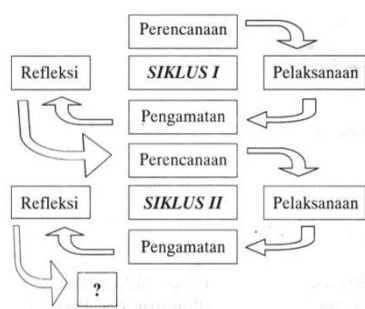 Perencanaan
Refleksi
SIKLUS I
Pelaksanaan
Pengamatan
Perencanaan
Refleksi
SIKLUS II
Pelaksanaan
Pengamatan
?